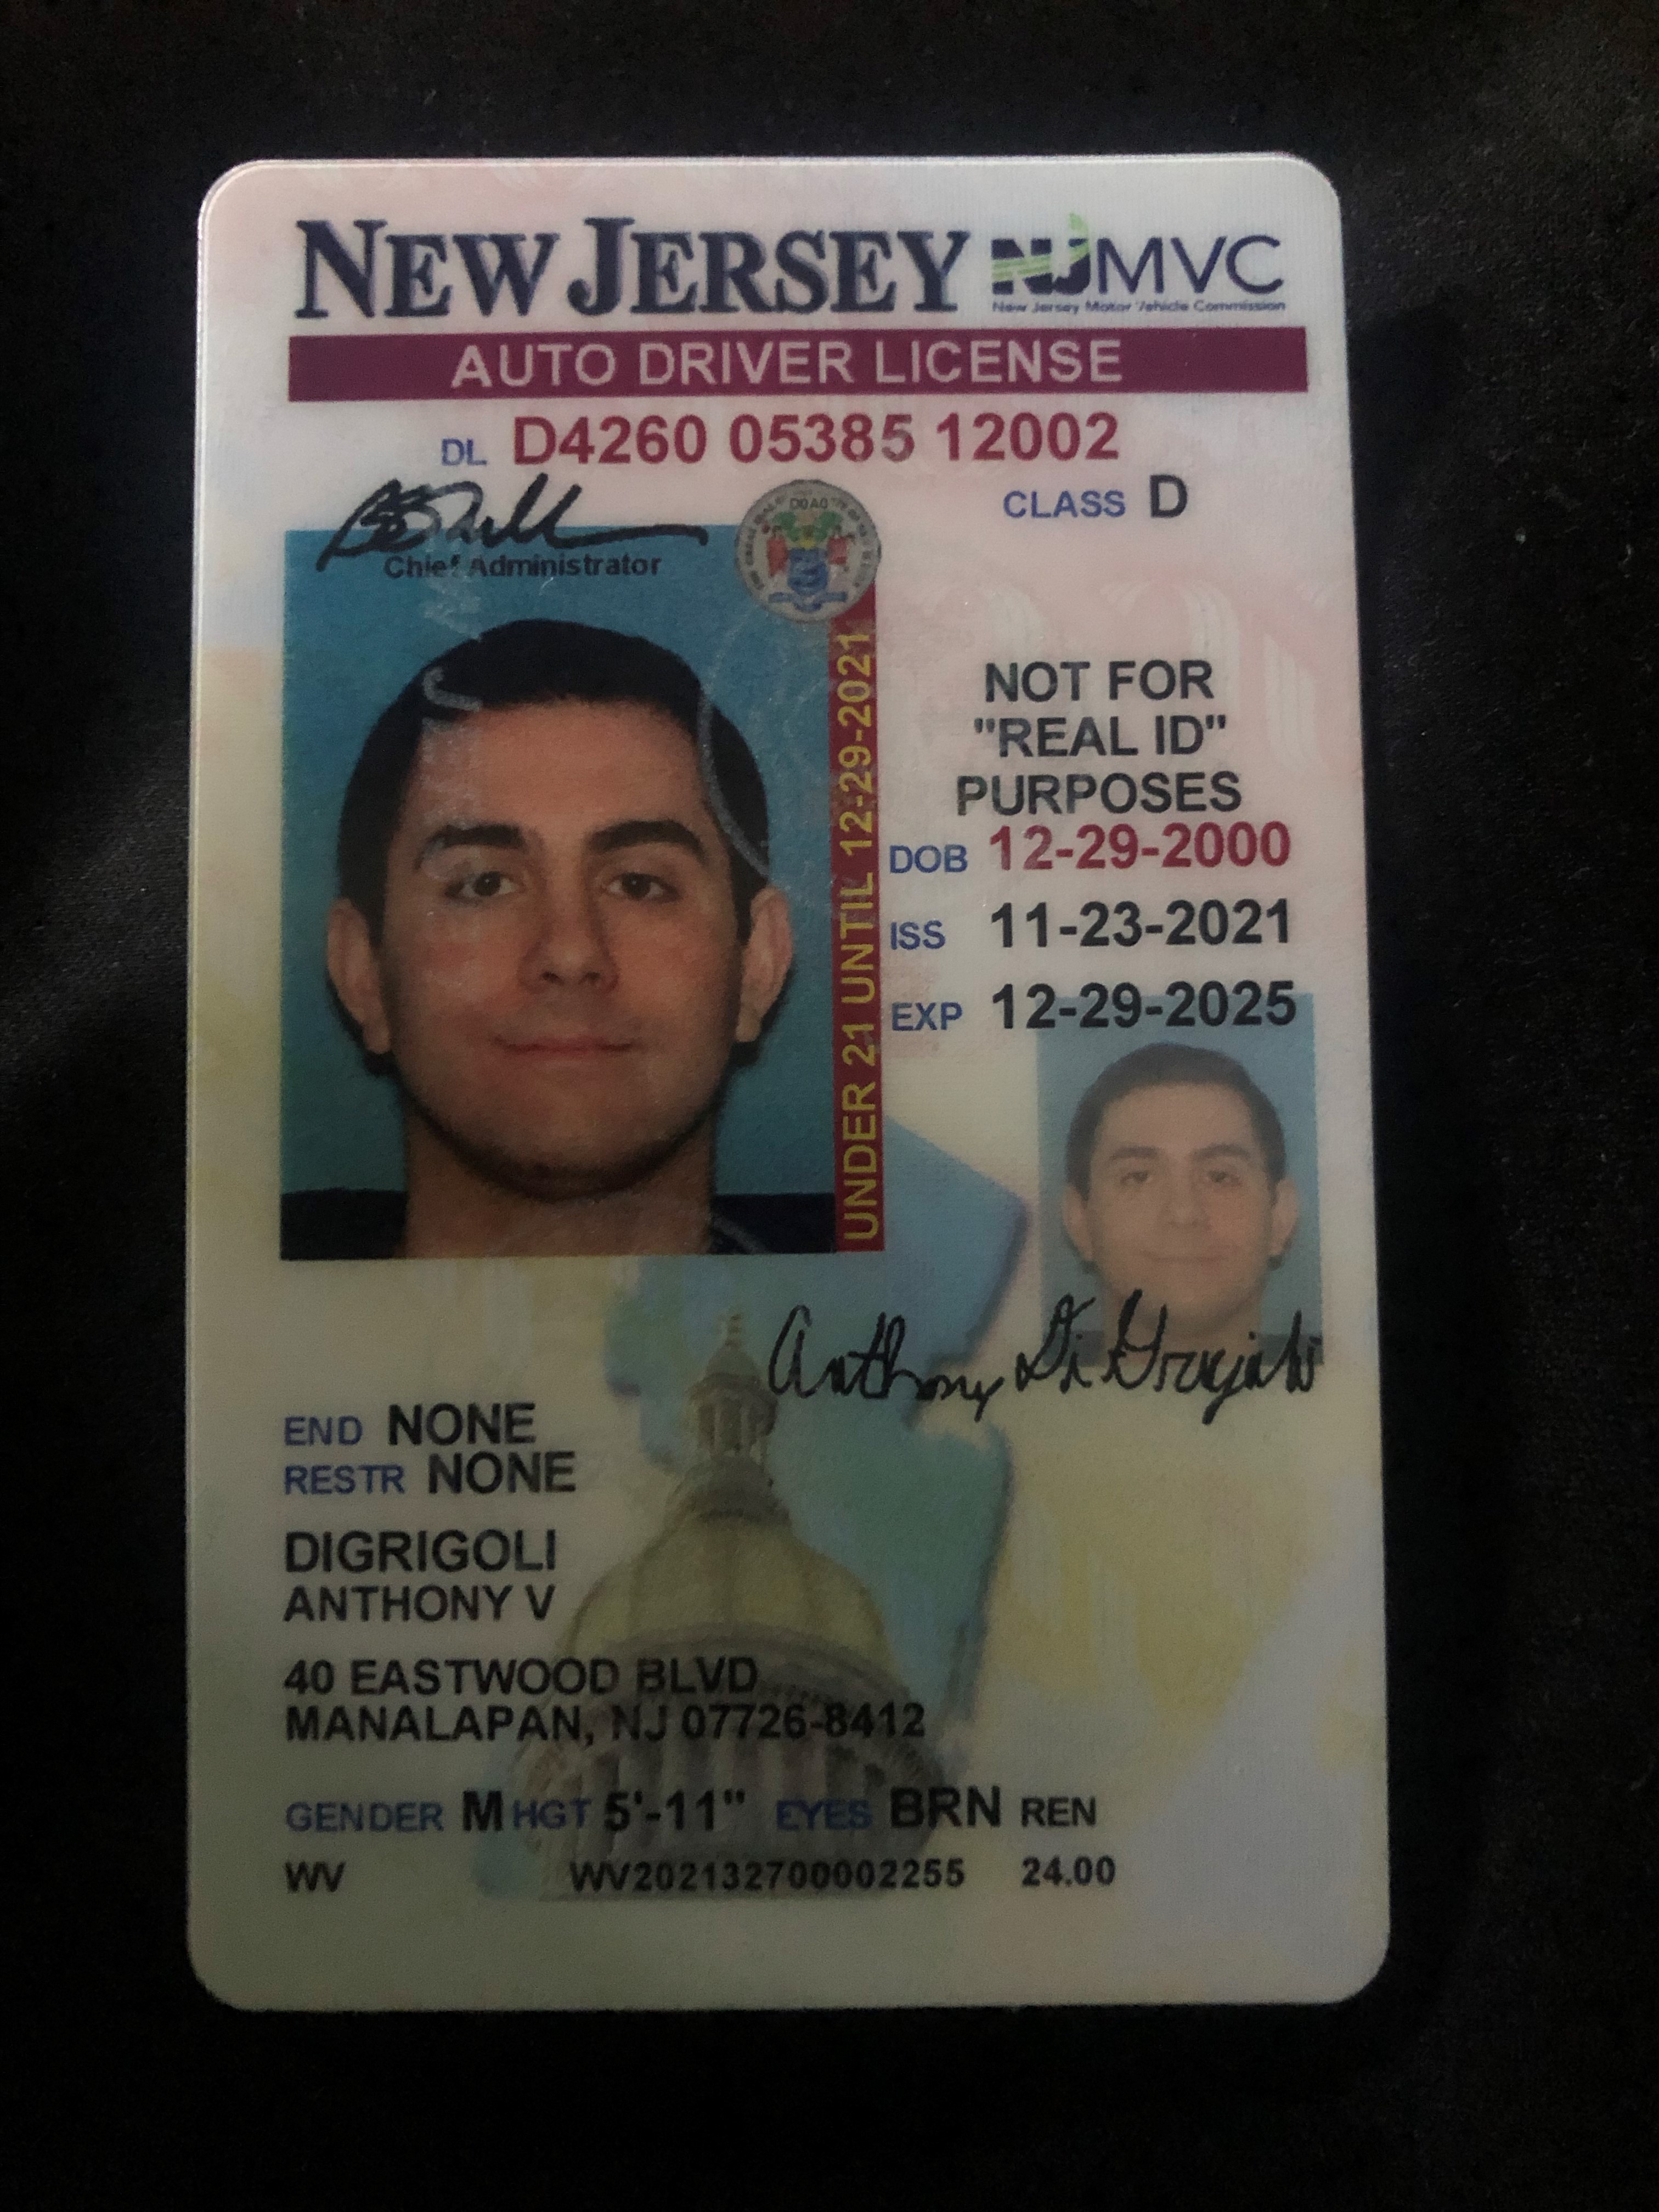 NEW JERSEY NJMVC
New Jersey Motor Vehicle Commission
AUTO DRIVER LICENSE
DL D4260 05385 12002
CLASS D
Chief Administrator
UNDER 21 UNTIL 12-29-2021
NOT FOR
"REAL ID"
PURPOSES
DOB 12-29-2000
ISS 11-23-2021
EXP 12-29-2025
Anthony
END NONE
RESTR NONE
DIGRIGOLI
ANTHONY V
40 EASTWOOD BLVD
MANALAPAN, NJ 07726-8412
GENDER M HGT 5'-11" EYES BRN REN
WV WV202132700002255 24.00